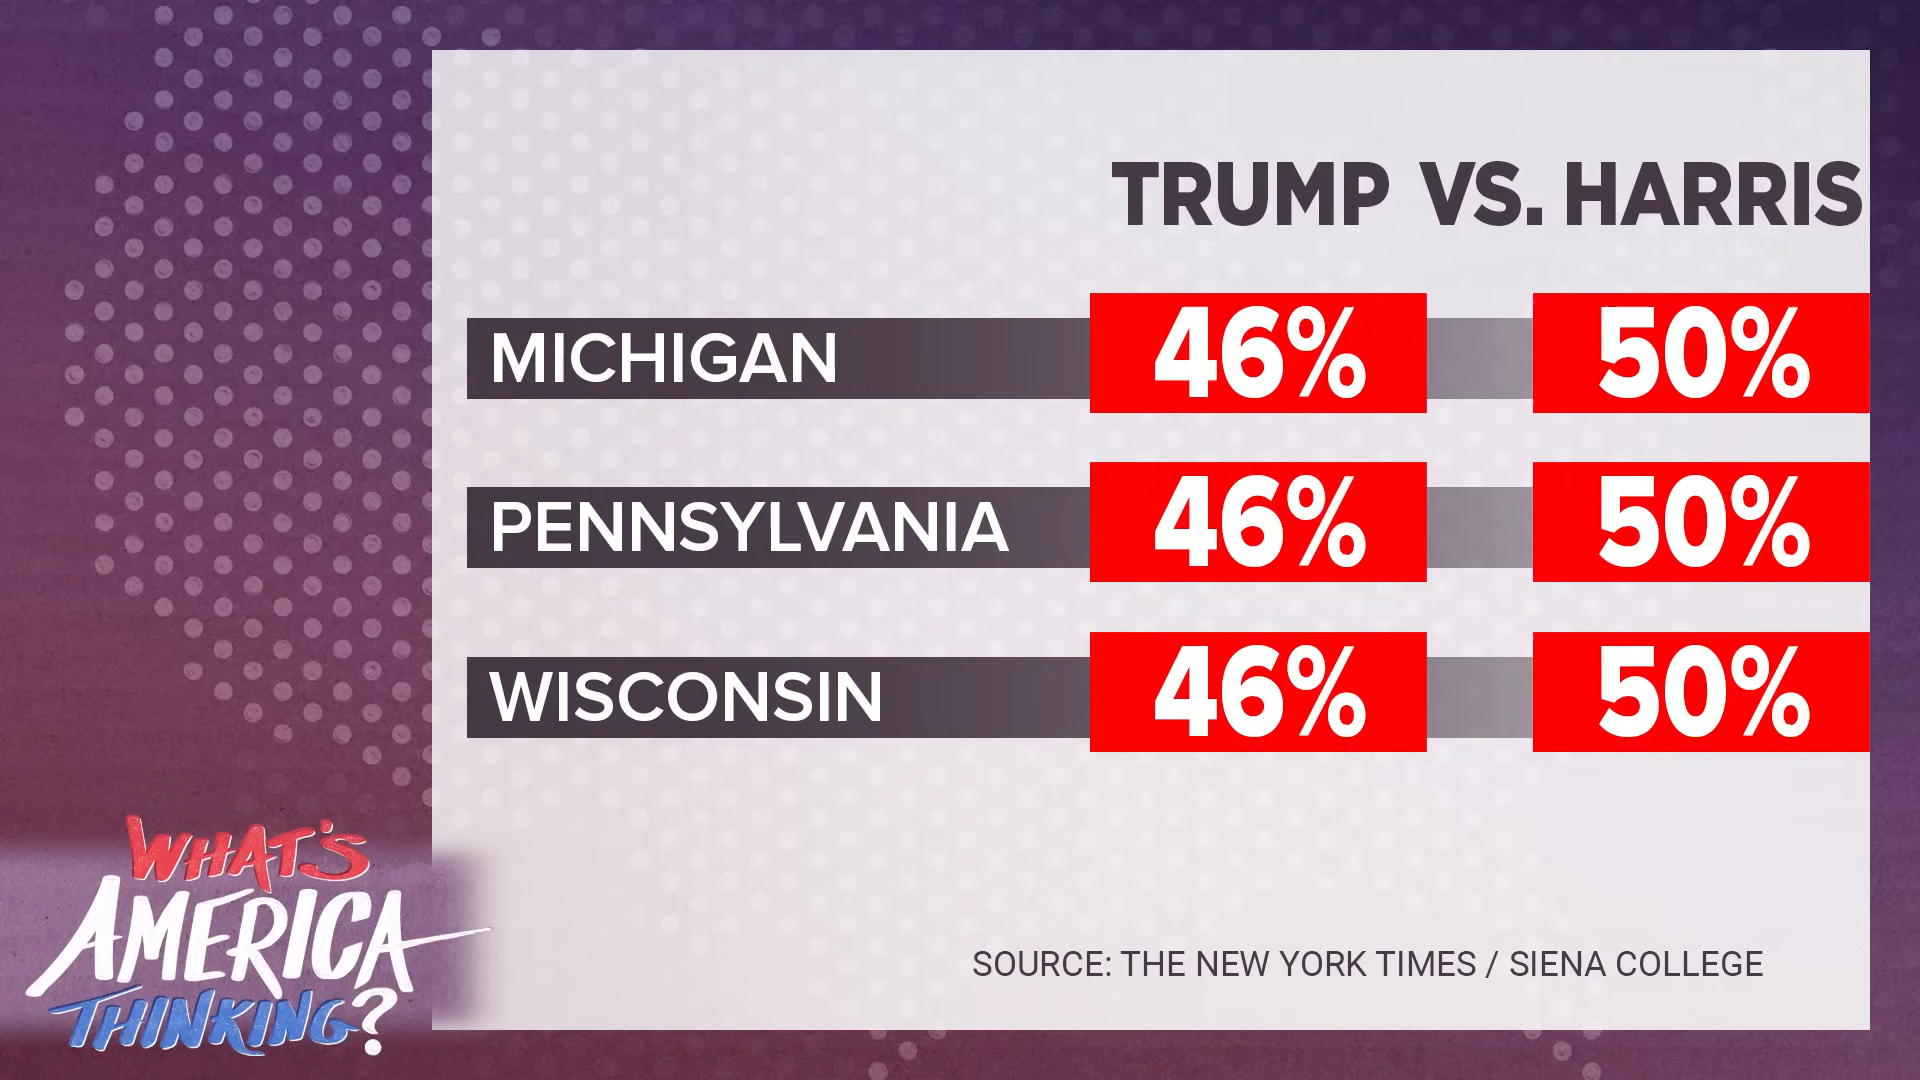 TRUMP VS. HARRIS
MICHIGAN 46% 50%
PENNSYLVANIA 46% 50%
WISCONSIN 46% 50%
SOURCE: THE NEW YORK TIMES / SIENA COLLEGE
WHAT'S
AMERICA
THINKING?